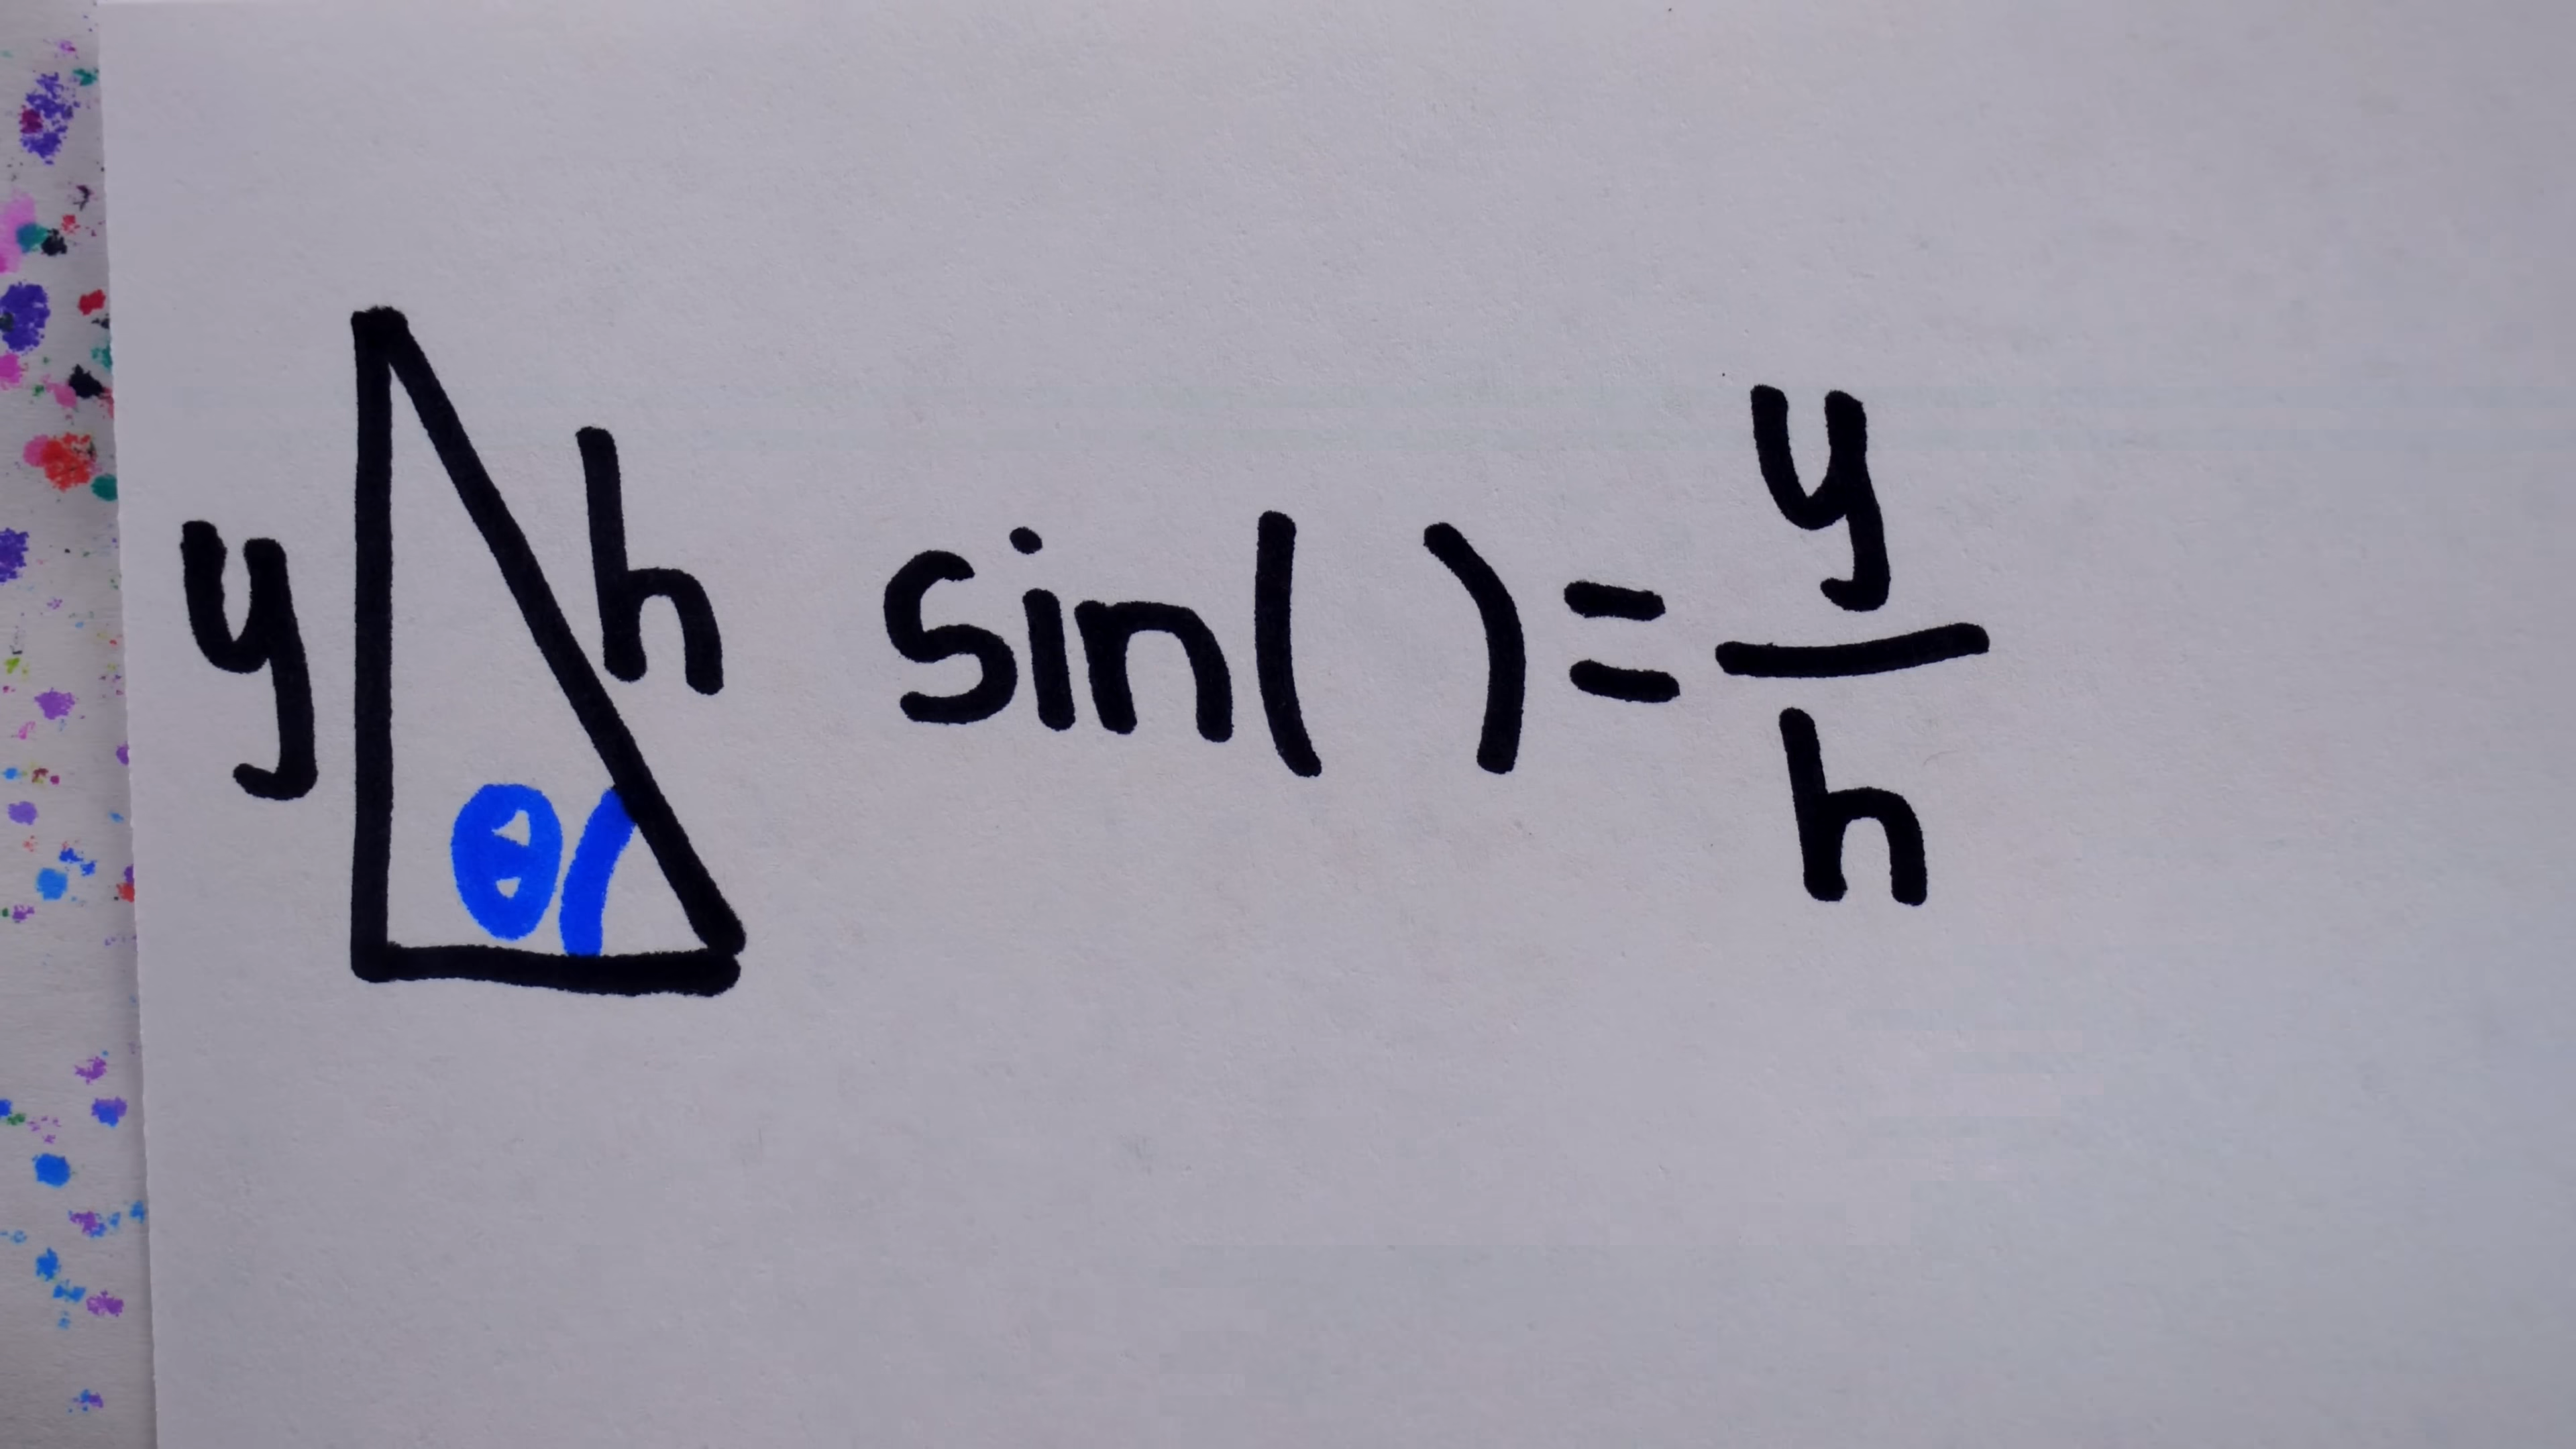 y h θ sin( ) = y/h